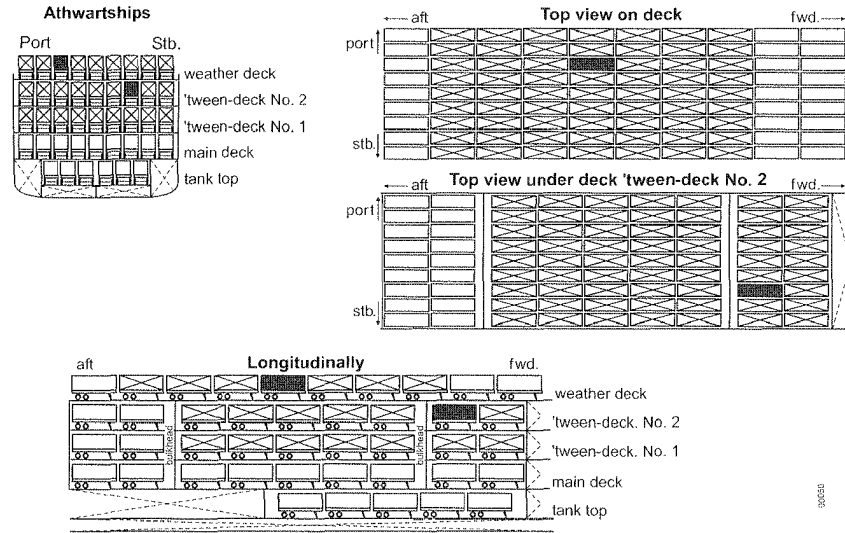 Athwartships
Port Stb.
weather deck
'tween-deck No. 2
'tween-deck No. 1
main deck
tank top
aft Top view on deck fwd.
port
stb.
aft Top view under deck 'tween-deck No. 2 fwd.
port
stb.
aft Longitudinally fwd.
weather deck
'tween-deck. No. 2
'tween-deck. No. 1
main deck
tank top
bulkhead
bulkhead